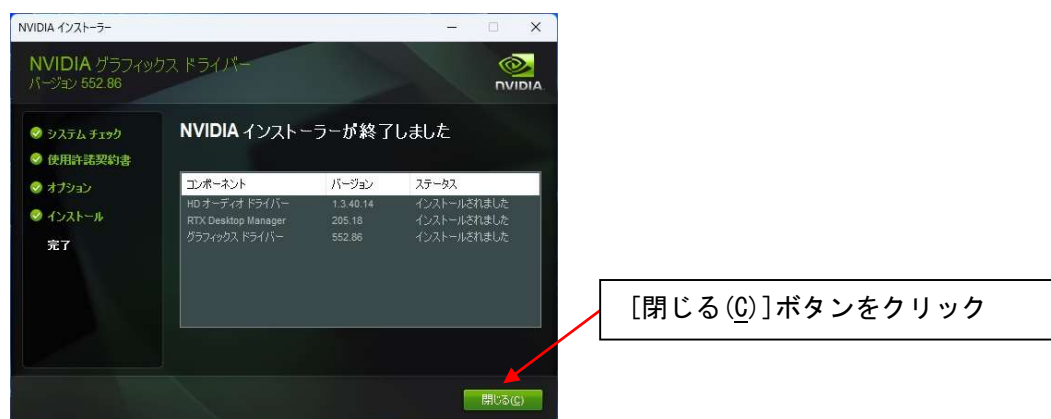 NVIDIA インストーラー
NVIDIA グラフィックス ドライバー
バージョン 552.86
NVIDIA
システム チェック
使用許諾契約書
オプション
インストール
完了
NVIDIA インストーラーが終了しました
コンポーネント バージョン ステータス
HD オーディオ ドライバー 1.3.40.14 インストールされました
RTX Desktop Manager 205.18 インストールされました
グラフィックス ドライバー 552.86 インストールされました
閉じる(C)
[閉じる(C)]ボタンをクリック